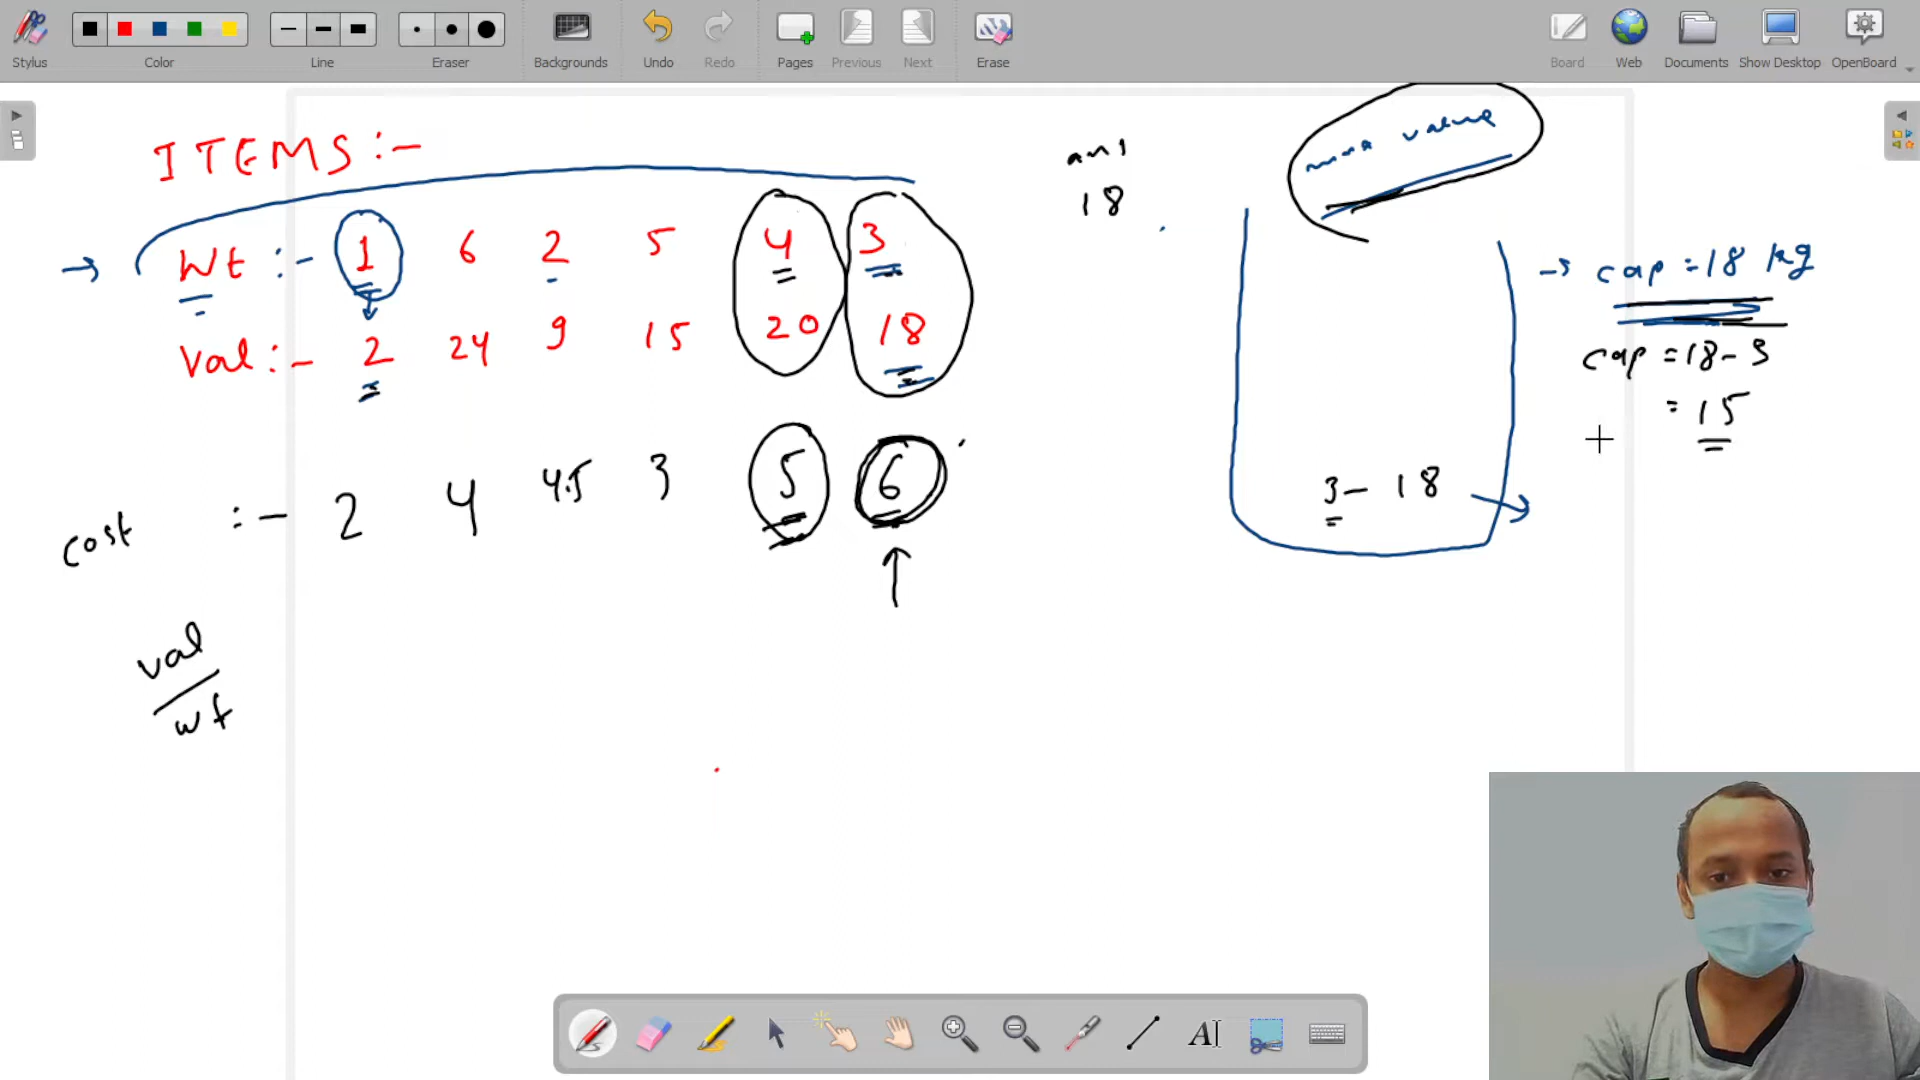 Stylus Color Line Eraser Backgrounds Undo Redo Pages Previous Next Erase Board Web Documents Show Desktop OpenBoard
ITEMS :-
Wt :- 1 6 2 5 4 3
Val :- 2 24 9 15 20 18
cost :- 2 4 4.5 3 5 6
val
wt
ans
18
max value
3 - 18
cap = 18 kg
cap = 18 - 3
= 15
AI